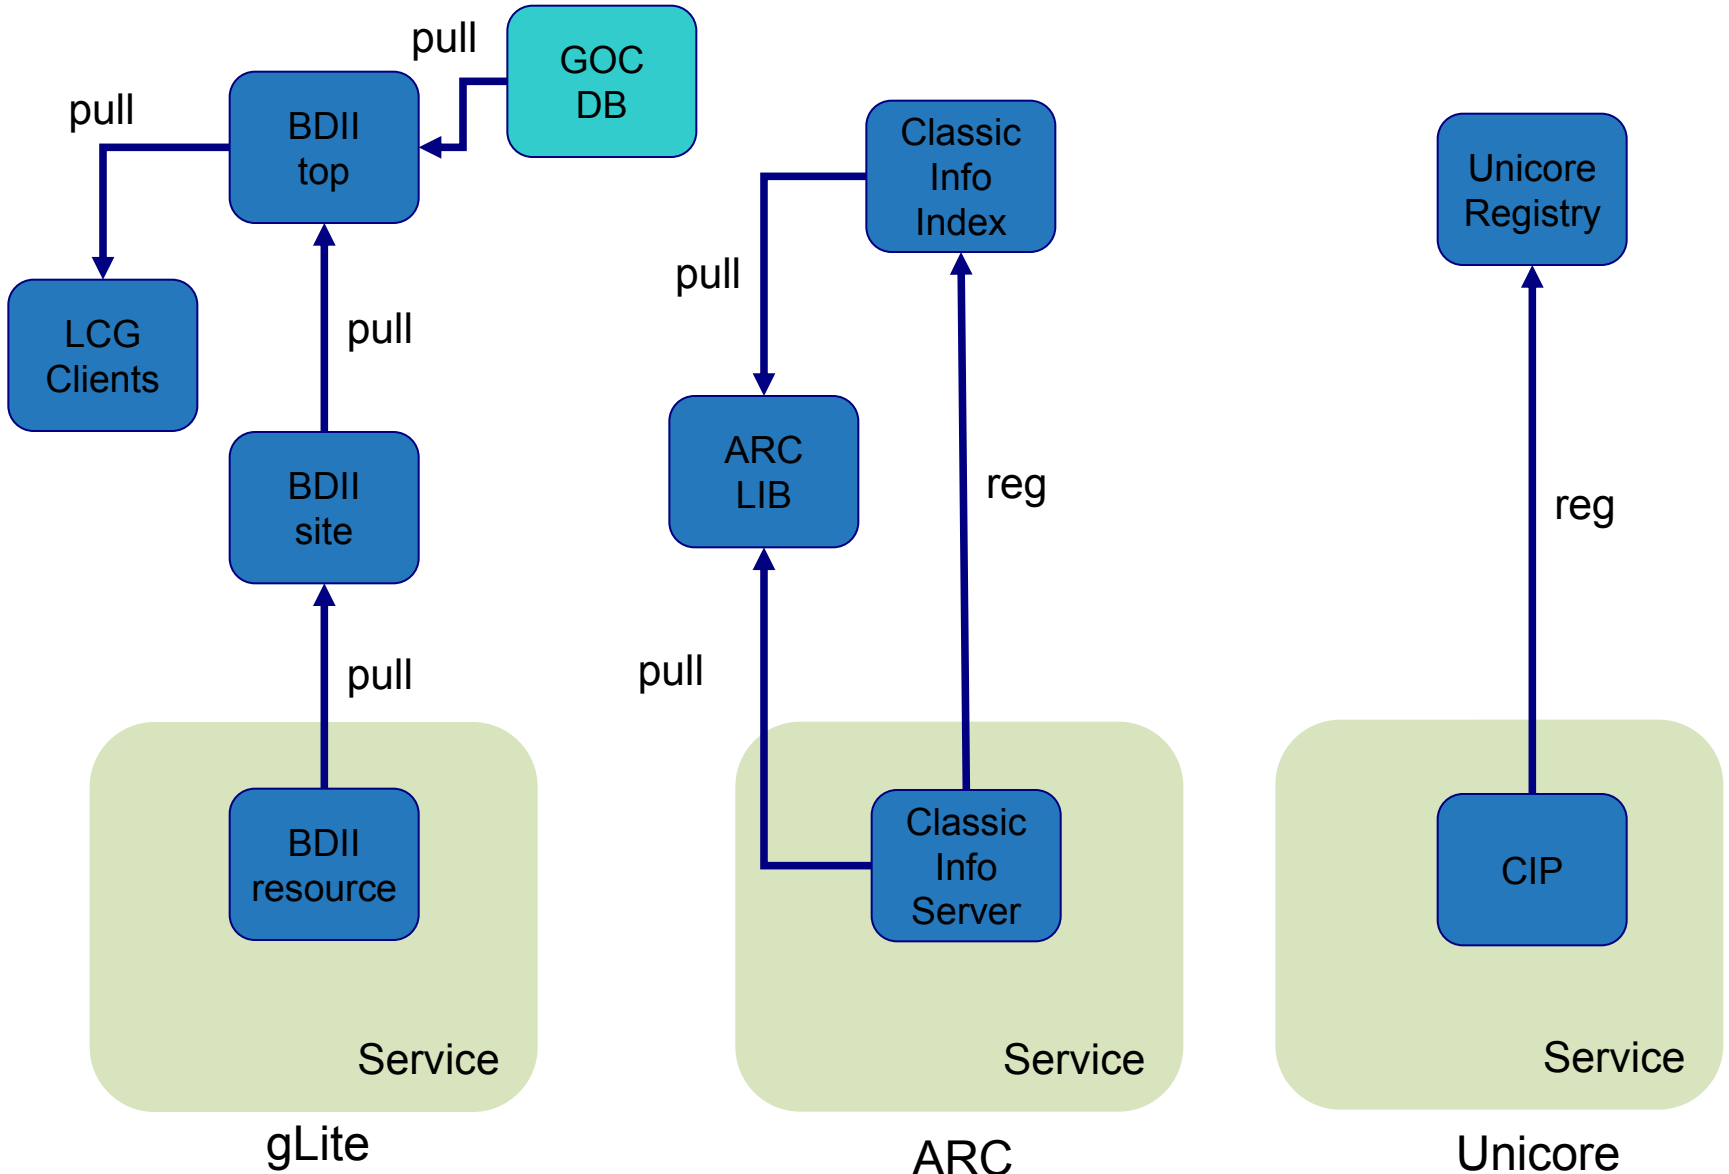 pull
GOC
DB
pull
BDII
top
LCG
Clients
pull
BDII
site
pull
BDII
resource
Service
gLite
Classic
Info
Index
pull
ARC
LIB
reg
pull
Classic
Info
Server
Service
ARC
Unicore
Registry
reg
CIP
Service
Unicore